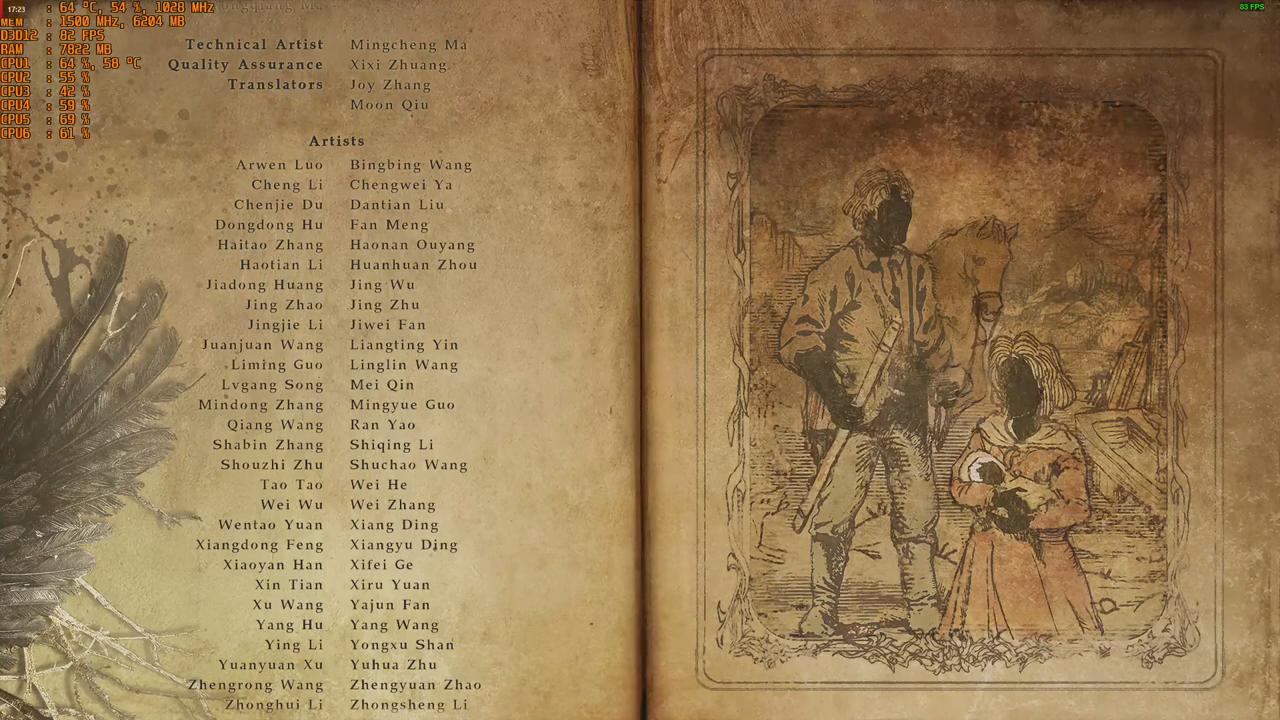 17:23 : 64 °C, 54 %, 1028 MHz
MEM : 1500 MHz, 6204 MB
D3D12 : 82 FPS
RAM : 7822 MB
CPU1 : 64 %, 58 °C
CPU2 : 55 %
CPU3 : 42 %
CPU4 : 59 %
CPU5 : 69 %
CPU6 : 61 %
83 FPS
Technical Artist Mingcheng Ma
Quality Assurance Xixi Zhuang
Translators Joy Zhang
Moon Qiu
Artists
Arwen Luo Bingbing Wang
Cheng Li Chengwei Ya
Chenjie Du Dantian Liu
Dongdong Hu Fan Meng
Haitao Zhang Haonan Ouyang
Haotian Li Huanhuan Zhou
Jiadong Huang Jing Wu
Jing Zhao Jing Zhu
Jingjie Li Jiwei Fan
Juanjuan Wang Liangting Yin
Liming Guo Linglin Wang
Lvgang Song Mei Qin
Mindong Zhang Mingyue Guo
Qiang Wang Ran Yao
Shabin Zhang Shiqing Li
Shouzhi Zhu Shuchao Wang
Tao Tao Wei He
Wei Wu Wei Zhang
Wentao Yuan Xiang Ding
Xiangdong Feng Xiangyu Ding
Xiaoyan Han Xifei Ge
Xin Tian Xiru Yuan
Xu Wang Yajun Fan
Yang Hu Yang Wang
Ying Li Yongxu Shan
Yuanyuan Xu Yuhua Zhu
Zhengrong Wang Zhengyuan Zhao
Zhonghui Li Zhongsheng Li